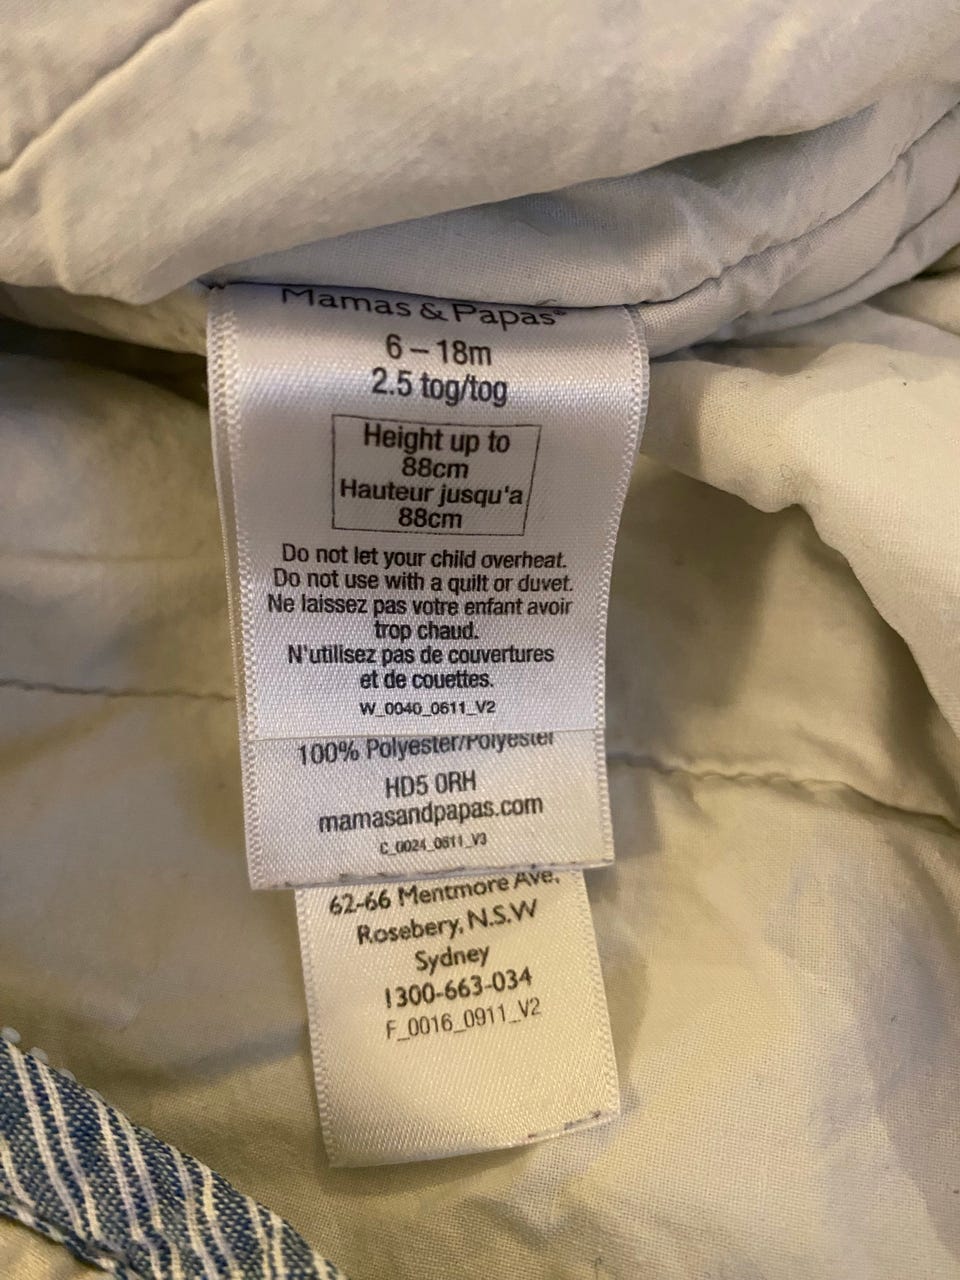 Mamas & Papas®
6 – 18m
2.5 tog/tog
Height up to
88cm
Hauteur jusqu'a
88cm
Do not let your child overheat.
Do not use with a quilt or duvet.
Ne laissez pas votre enfant avoir
trop chaud.
N'utilisez pas de couvertures
et de couettes.
W_0040_0611_V2
100% Polyester/Polyester
HD5 0RH
mamasandpapas.com
C_0024_0611_V3
62-66 Mentmore Ave,
Rosebery, N.S.W
Sydney
1300-663-034
F_0016_0911_V2